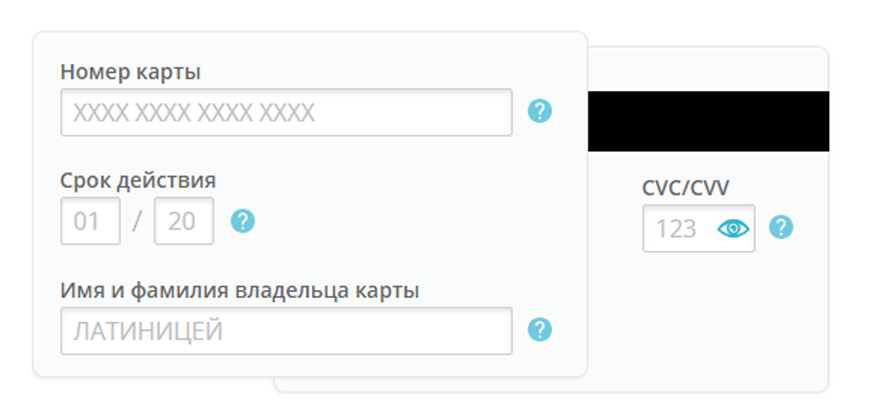 Номер карты
XXXX XXXX XXXX XXXX
?
Срок действия
01 / 20
?
Имя и фамилия владельца карты
ЛАТИНИЦЕЙ
?
CVC/CVV
123
?